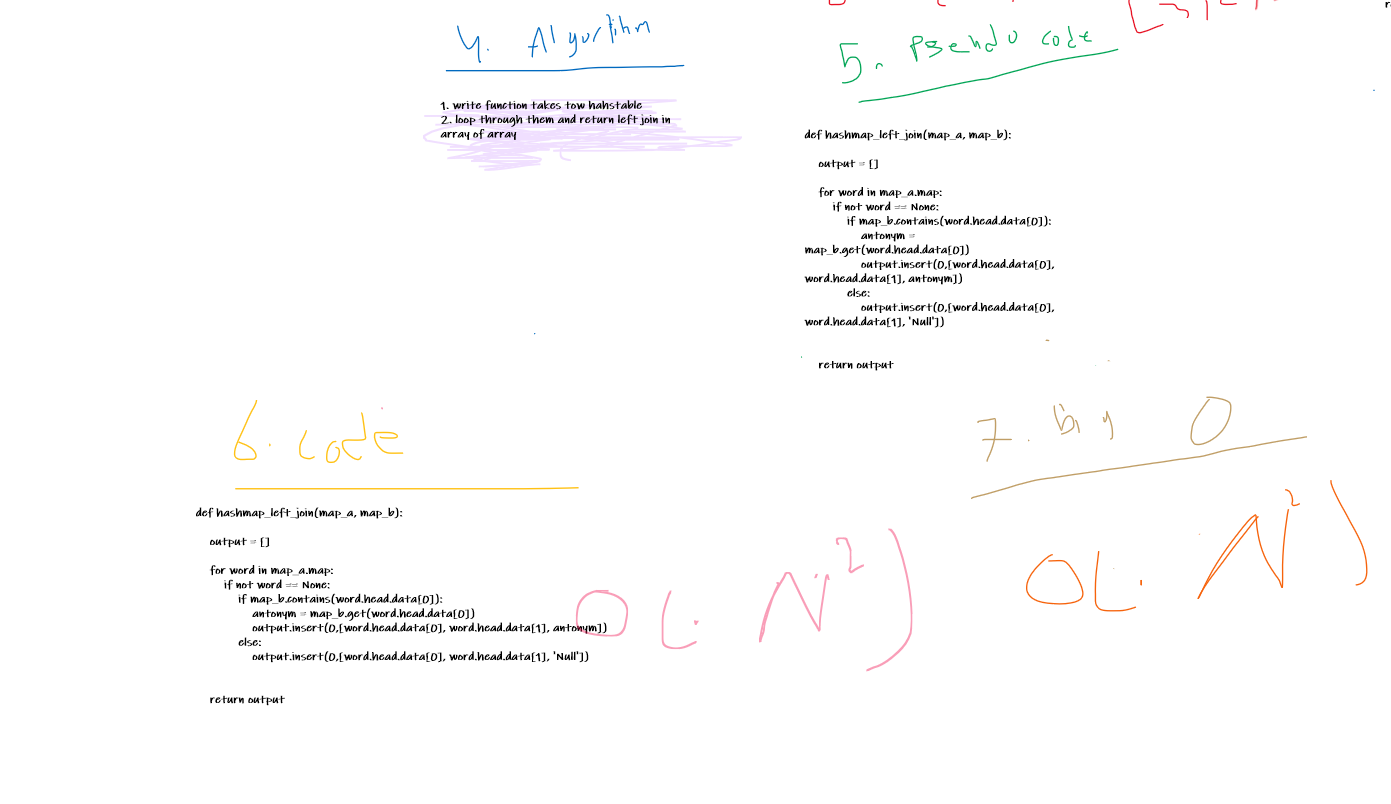 4. Algorithm
1. write function takes tow hahstable
2. loop through them and return left join in
array of array
5. Pseudo code
def hashmap_left_join(map_a, map_b):
output = []
for word in map_a.map:
if not word == None:
if map_b.contains(word.head.data[0]):
antonym =
map_b.get(word.head.data[0])
output.insert(0,[word.head.data[0],
word.head.data[1], antonym])
else:
output.insert(0,[word.head.data[0],
word.head.data[1], 'Null'])
return output
6. code
def hashmap_left_join(map_a, map_b):
output = []
for word in map_a.map:
if not word == None:
if map_b.contains(word.head.data[0]):
antonym = map_b.get(word.head.data[0])
output.insert(0,[word.head.data[0], word.head.data[1], antonym])
else:
output.insert(0,[word.head.data[0], word.head.data[1], 'Null'])
return output
O(N²)
7. big O
O(N²)